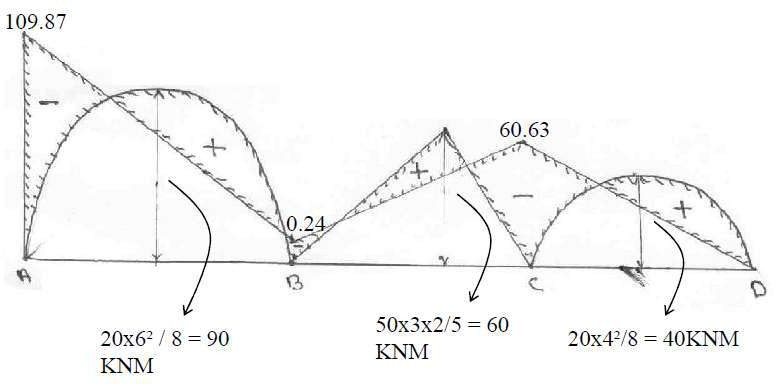 109.87
60.63
0.24
A
B
C
D
20x6² / 8 = 90
KNM
50x3x2/5 = 60
KNM
20x4²/8 = 40KNM